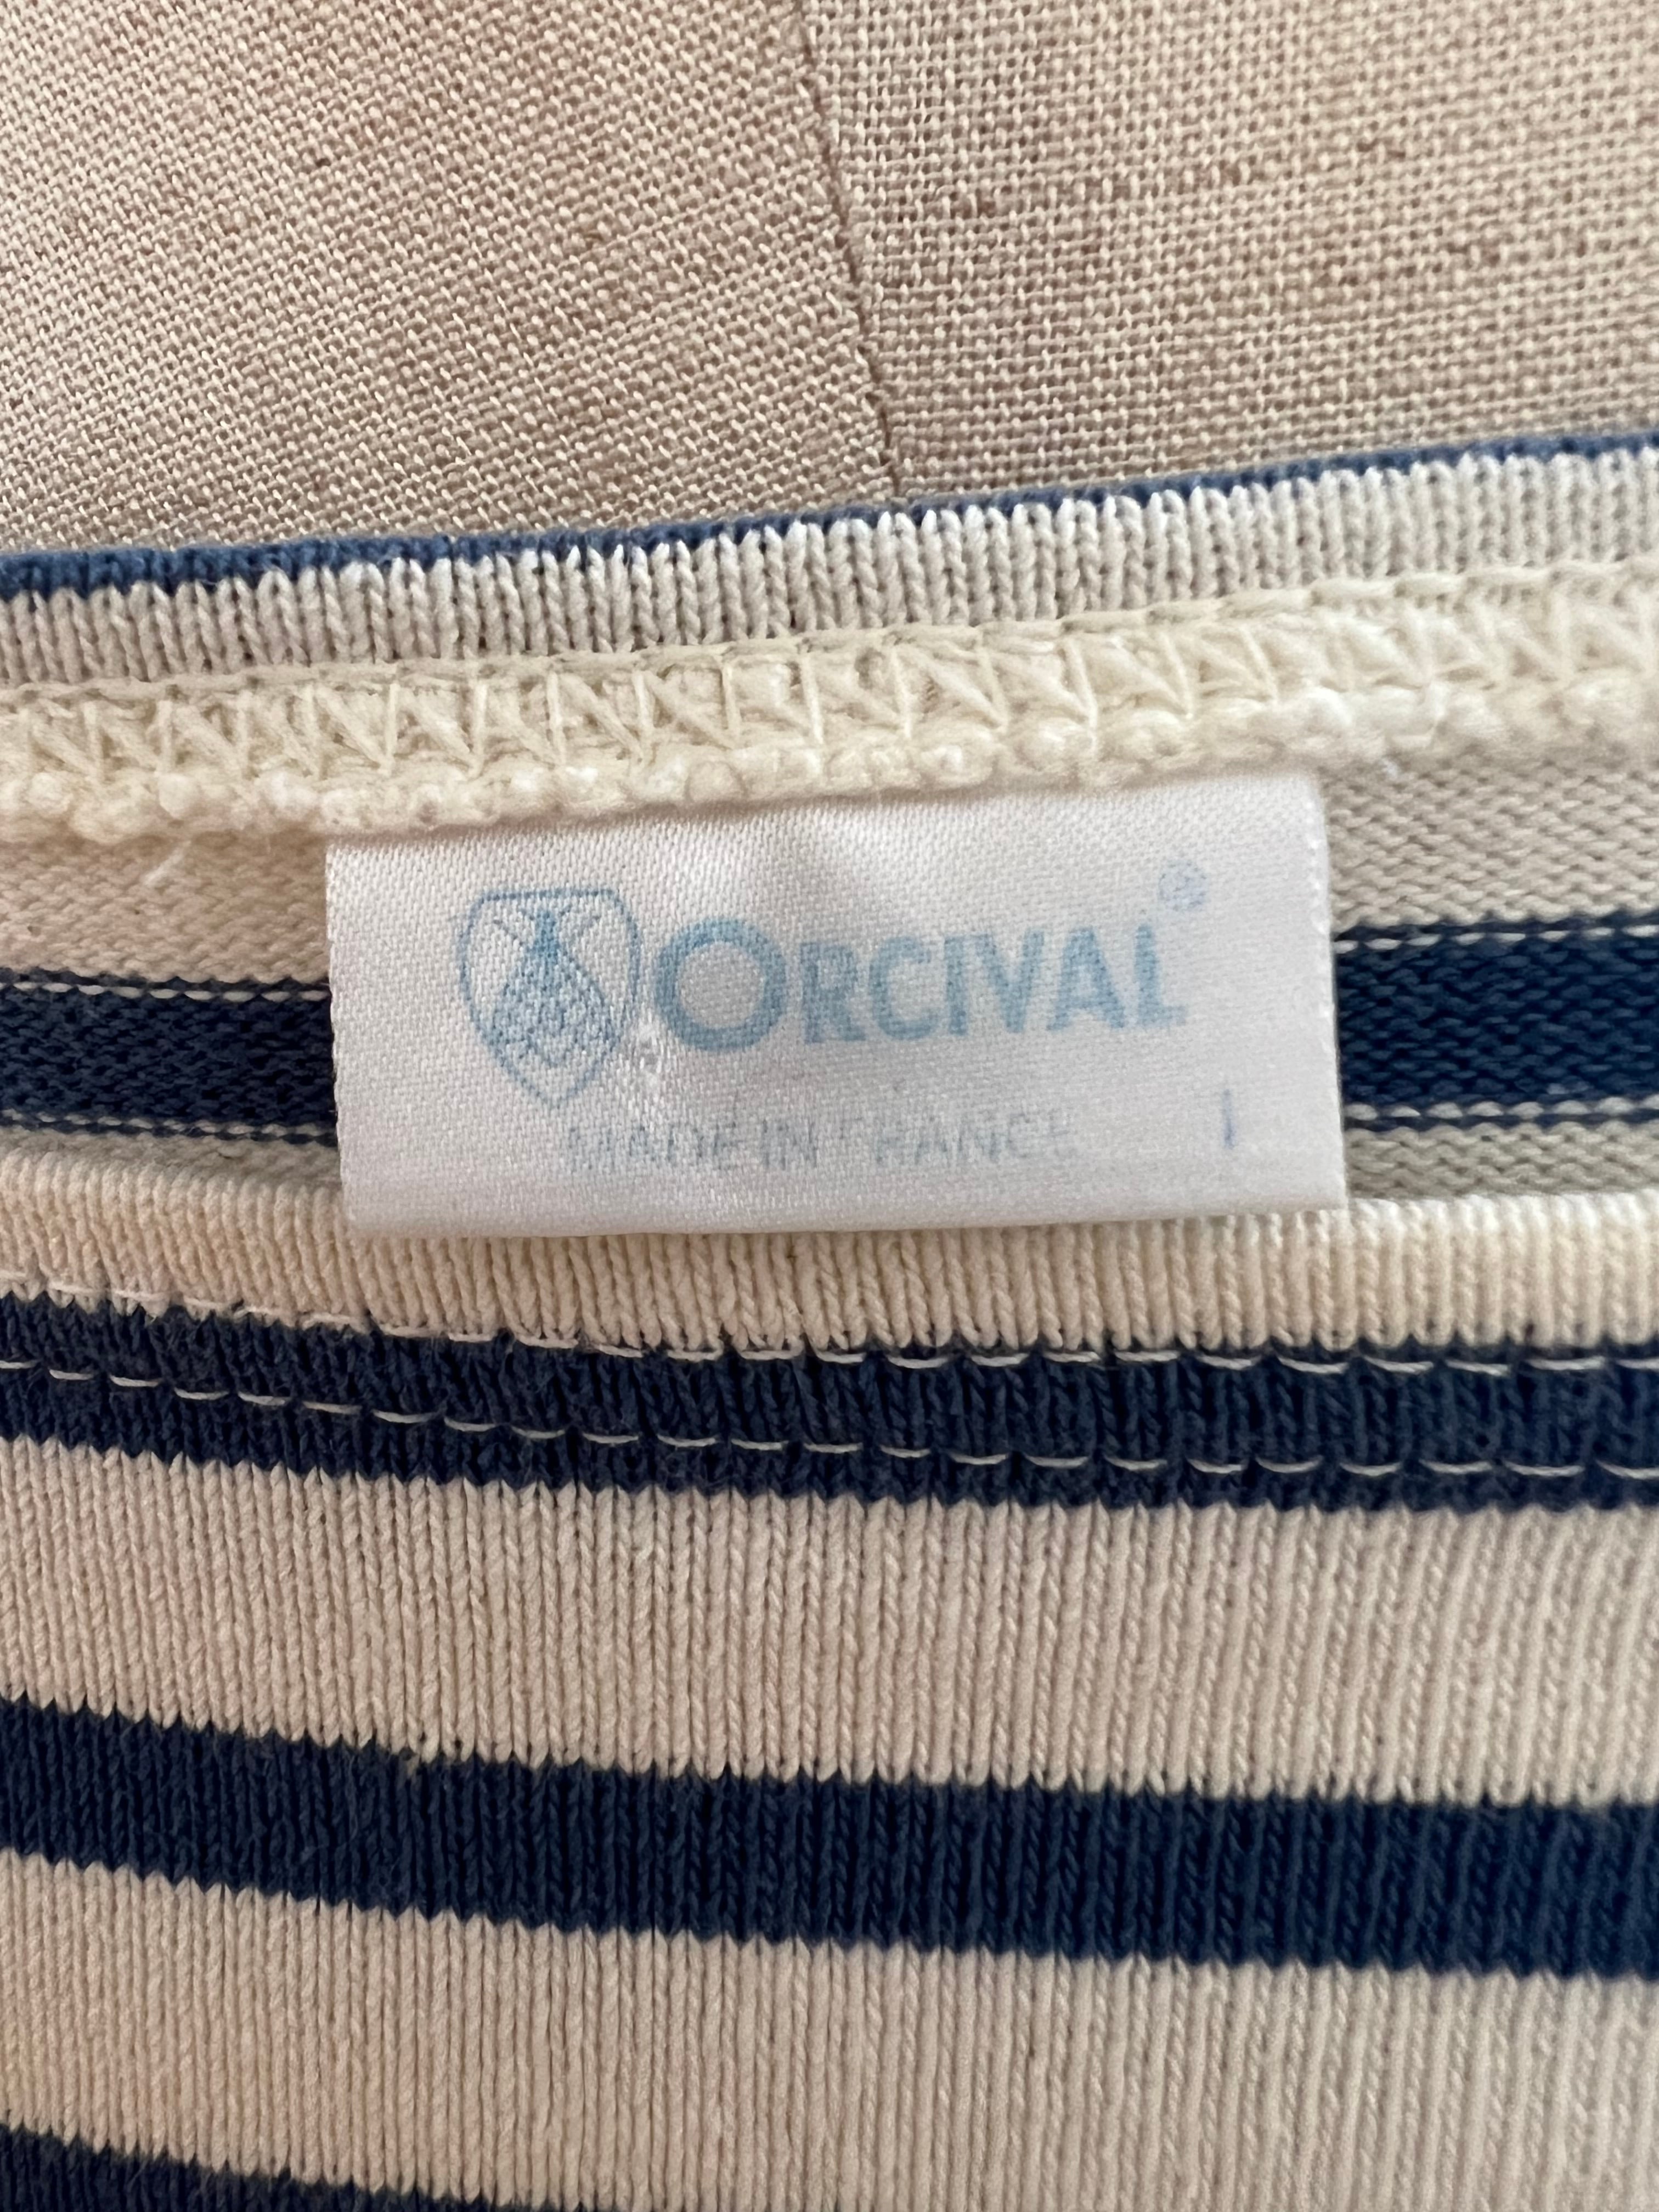 ORCIVAL ®
MADE IN FRANCE 1